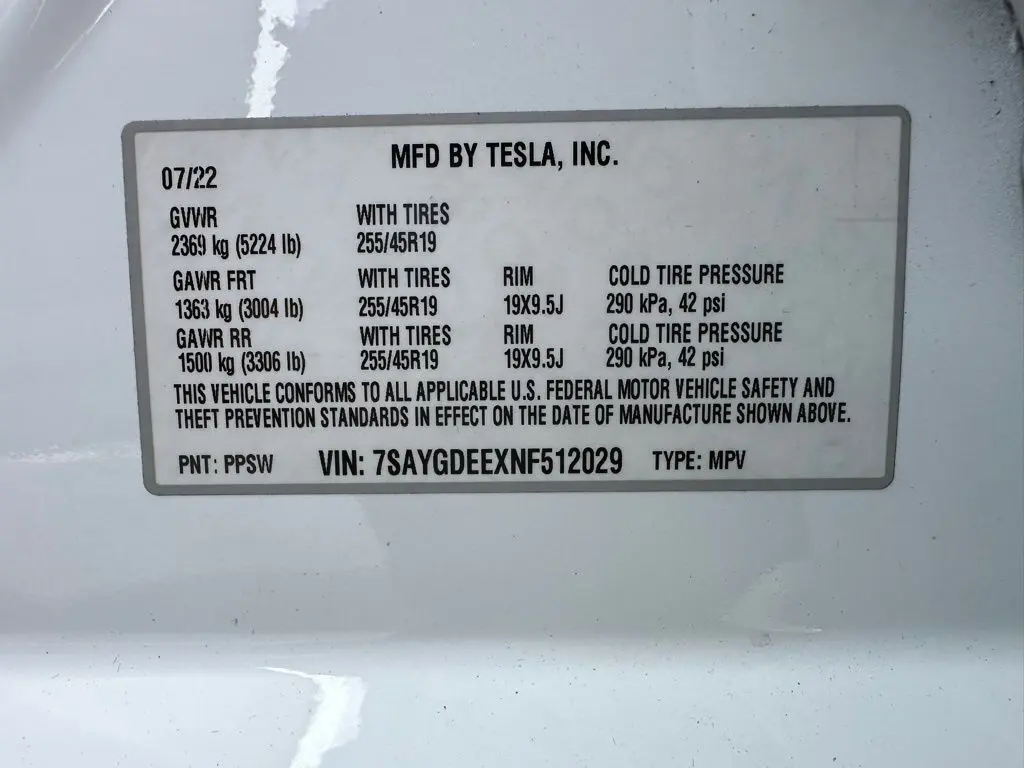 MFD BY TESLA, INC.
07/22
GVWR WITH TIRES
2369 kg (5224 lb) 255/45R19
GAWR FRT WITH TIRES RIM COLD TIRE PRESSURE
1363 kg (3004 lb) 255/45R19 19X9.5J 290 kPa, 42 psi
GAWR RR WITH TIRES RIM COLD TIRE PRESSURE
1500 kg (3306 lb) 255/45R19 19X9.5J 290 kPa, 42 psi
THIS VEHICLE CONFORMS TO ALL APPLICABLE U.S. FEDERAL MOTOR VEHICLE SAFETY AND
THEFT PREVENTION STANDARDS IN EFFECT ON THE DATE OF MANUFACTURE SHOWN ABOVE.
PNT: PPSW VIN: 7SAYGDEEXNF512029 TYPE: MPV